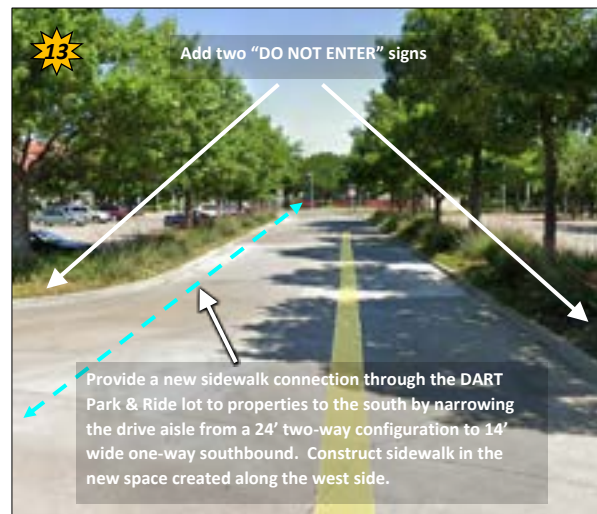 13
Add two “DO NOT ENTER” signs
Provide a new sidewalk connection through the DART
Park & Ride lot to properties to the south by narrowing
the drive aisle from a 24’ two-way configuration to 14’
wide one-way southbound.  Construct sidewalk in the
new space created along the west side.